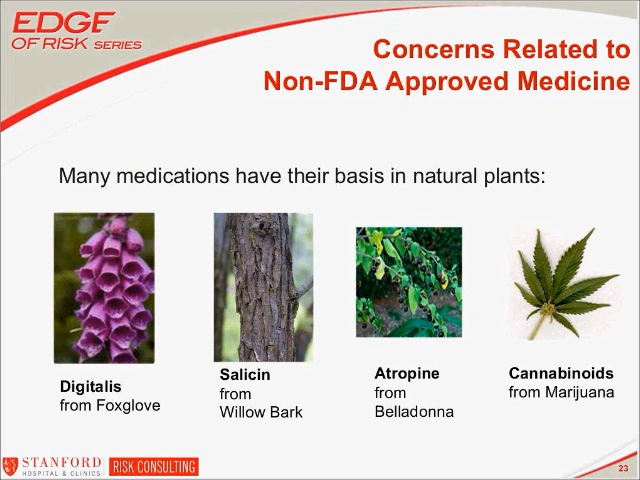 EDGE
OF RISK SERIES
Concerns Related to
Non-FDA Approved Medicine
Many medications have their basis in natural plants:
Digitalis
from Foxglove
Salicin
from
Willow Bark
Atropine
from
Belladonna
Cannabinoids
from Marijuana
STANFORD
HOSPITAL & CLINICS
RISK CONSULTING
23